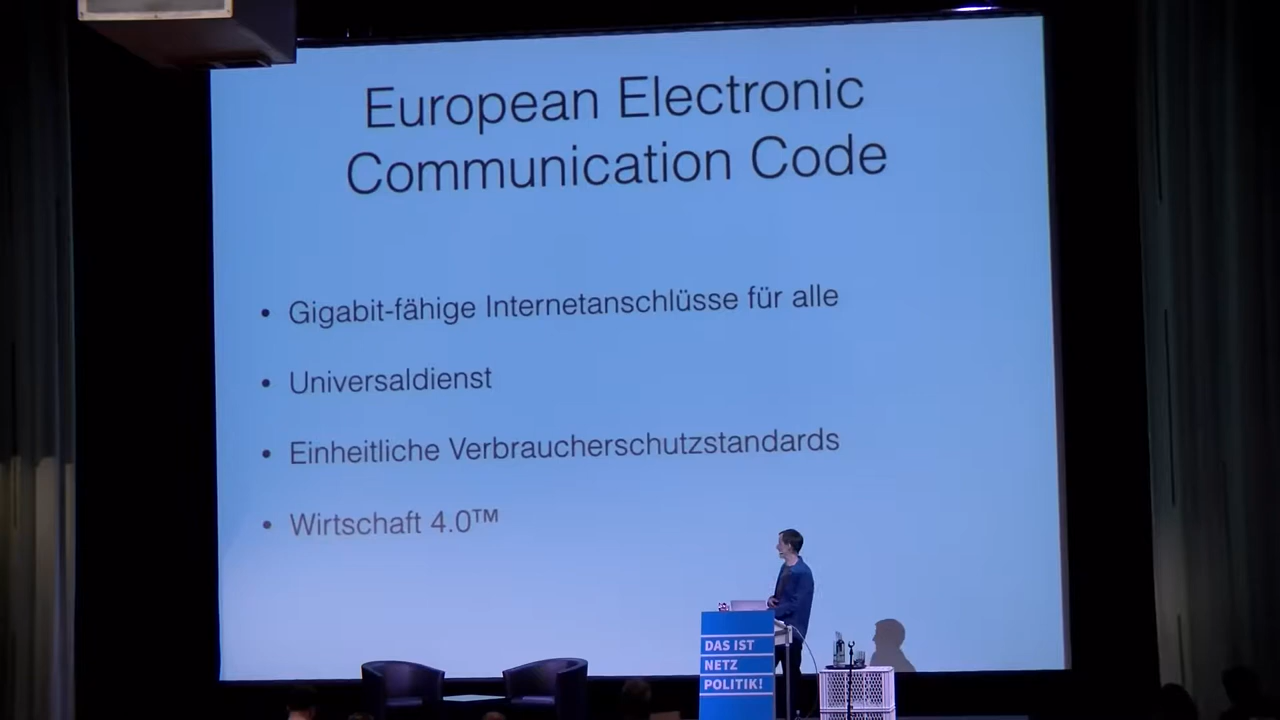 European Electronic
Communication Code
• Gigabit-fähige Internetanschlüsse für alle
• Universaldienst
• Einheitliche Verbraucherschutzstandards
• Wirtschaft 4.0™
DAS IST
NETZ
POLITIK!